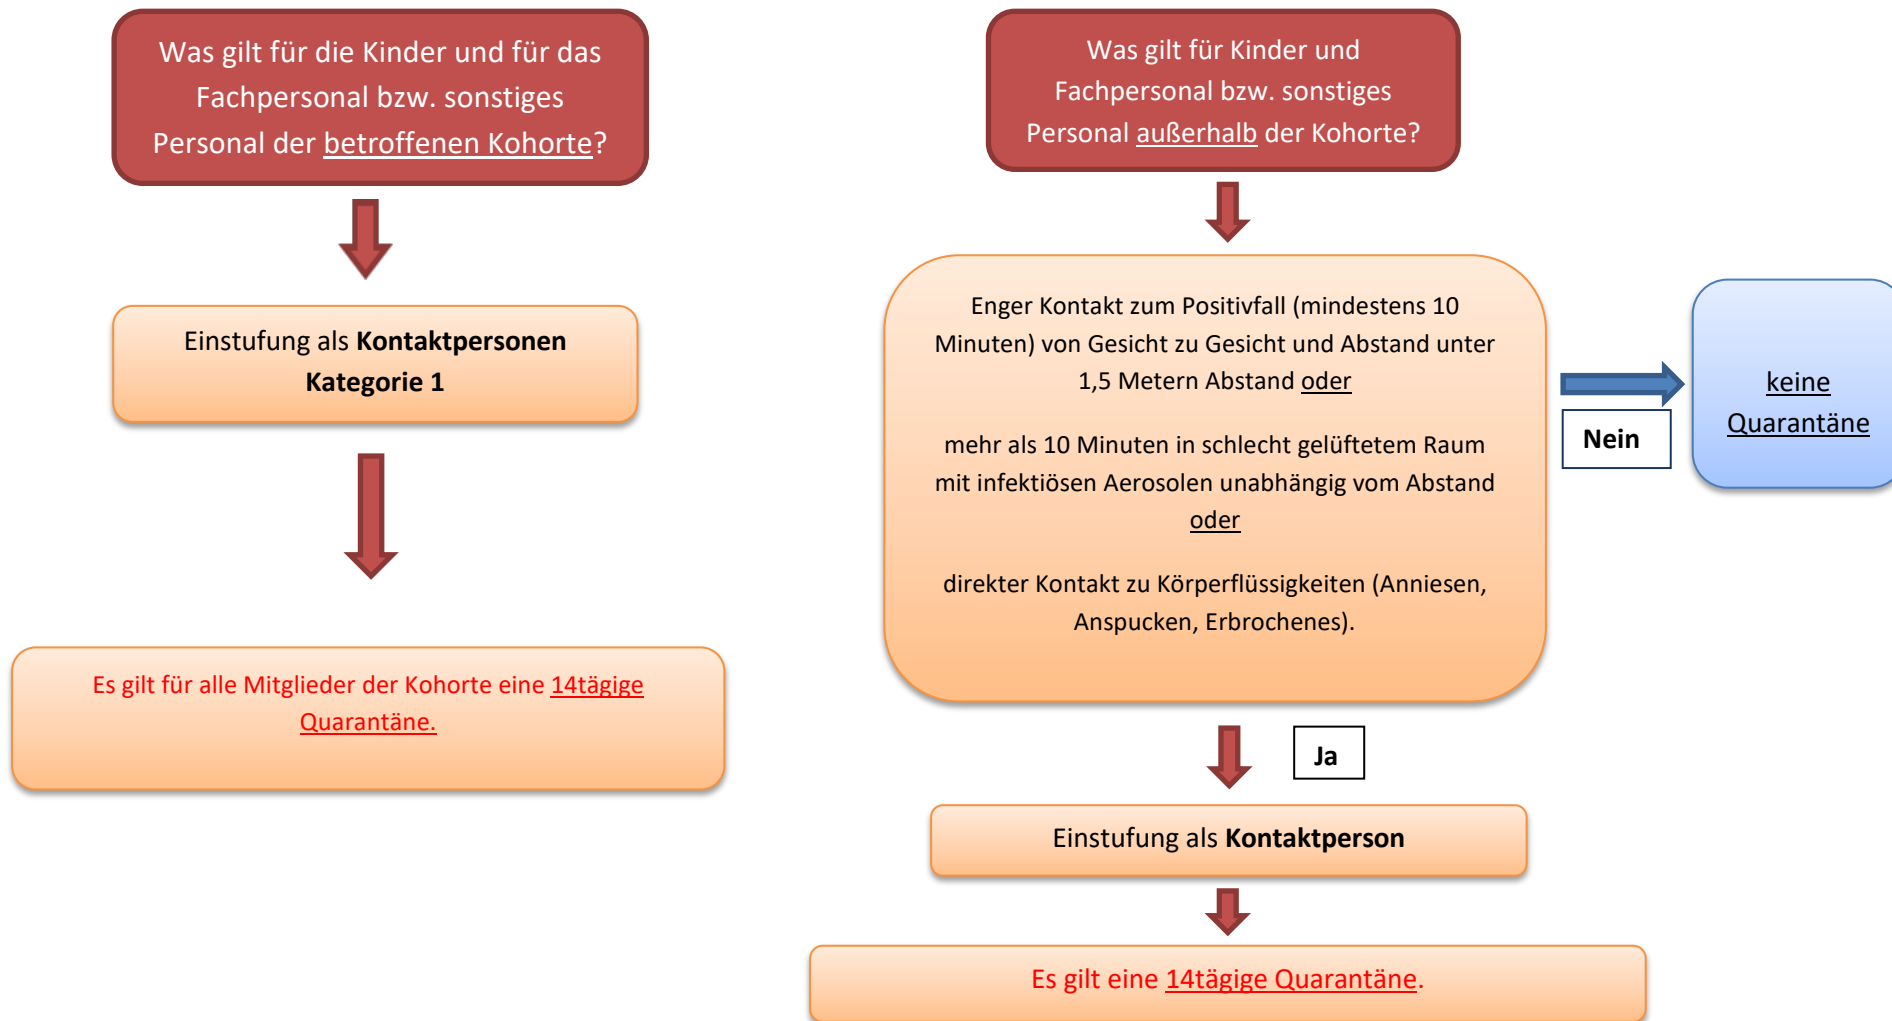 Was gilt für die Kinder und für das
Fachpersonal bzw. sonstiges
Personal der betroffenen Kohorte?
Einstufung als Kontaktpersonen
Kategorie 1
Es gilt für alle Mitglieder der Kohorte eine 14tägige
Quarantäne.
Was gilt für Kinder und
Fachpersonal bzw. sonstiges
Personal außerhalb der Kohorte?
Enger Kontakt zum Positivfall (mindestens 10
Minuten) von Gesicht zu Gesicht und Abstand unter
1,5 Metern Abstand oder
mehr als 10 Minuten in schlecht gelüftetem Raum
mit infektiösen Aerosolen unabhängig vom Abstand
oder
direkter Kontakt zu Körperflüssigkeiten (Anniesen,
Anspucken, Erbrochenes).
Nein
keine
Quarantäne
Ja
Einstufung als Kontaktperson
Es gilt eine 14tägige Quarantäne.